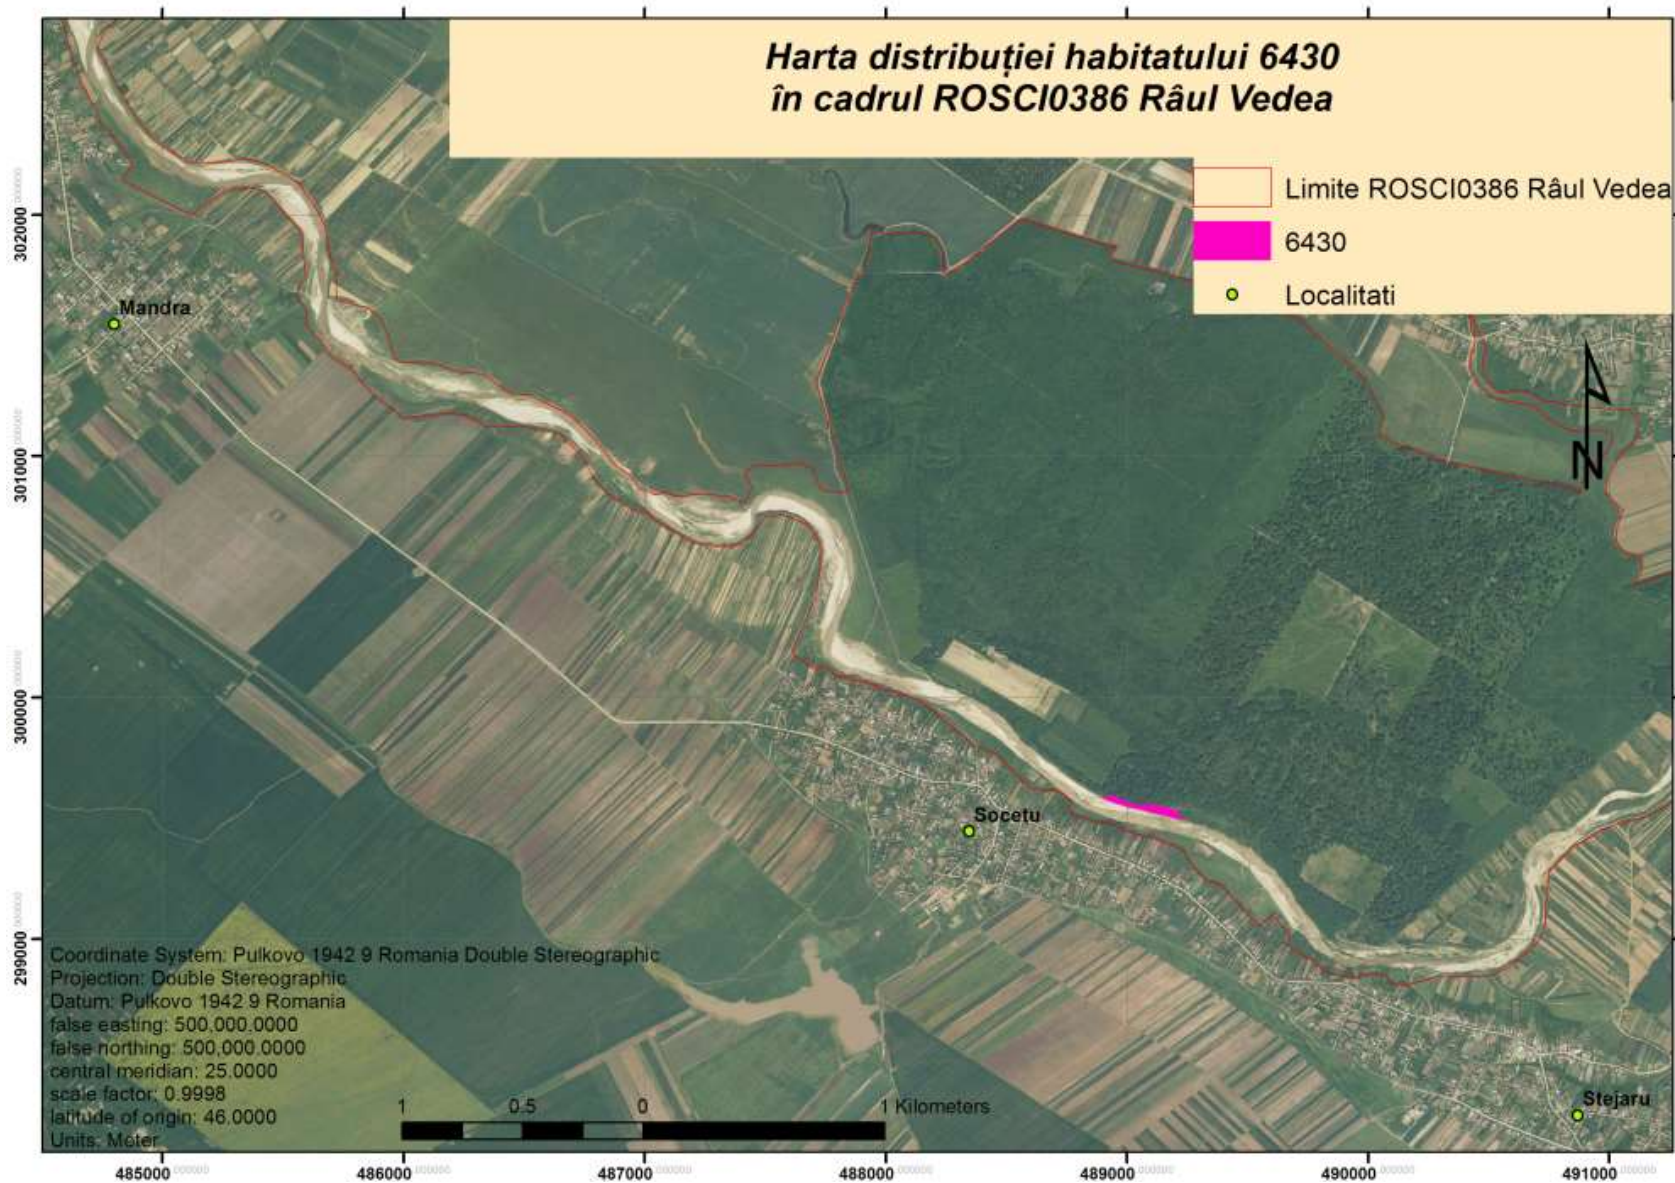 Harta distribuției habitatului 6430
în cadrul ROSCI0386 Râul Vedea
Limite ROSCI0386 Râul Vedea
6430
Localitati
N
Mandra
Socetu
Stejaru
302000
301000
300000
299000
Coordinate System: Pulkovo 1942 9 Romania Double Stereographic
Projection: Double Stereographic
Datum: Pulkovo 1942 9 Romania
false easting: 500,000.0000
false northing: 500,000.0000
central meridian: 25.0000
scale factor: 0.9998
latitude of origin: 46.0000
Units: Meter
1 0.5 0 1 Kilometers
485000 486000 487000 488000 489000 490000 491000